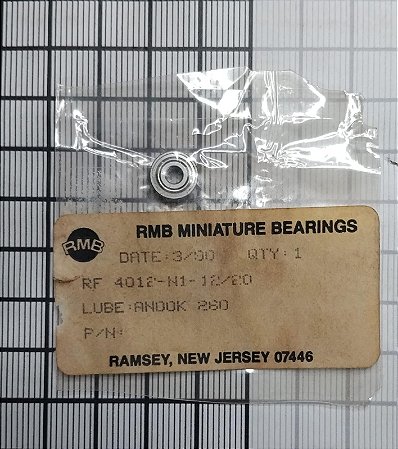 RMB MINIATURE BEARINGS
RMB
DATE:3/00 QTY:1
RF 4012-N1-12/20
LUBE:ANOOK 260
P/N:
RAMSEY, NEW JERSEY 07446